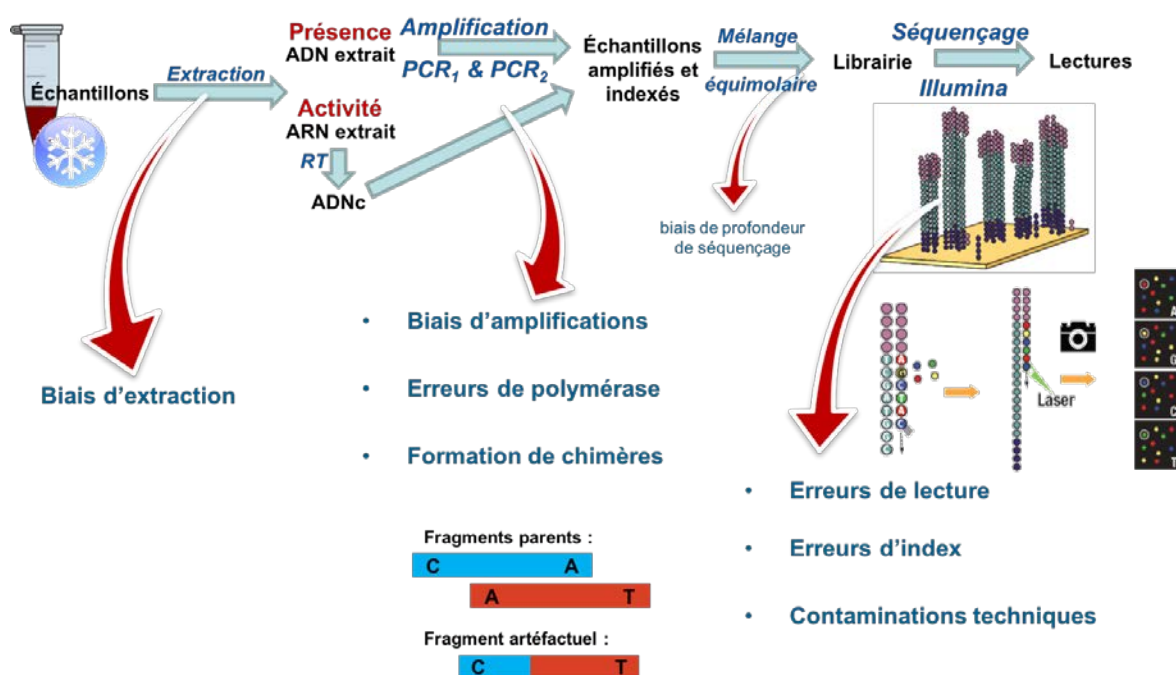 Échantillons
Extraction
Présence
ADN extrait
Activité
ARN extrait
RT
ADNc
Amplification
PCR1 & PCR2
Échantillons
amplifiés et
indexés
Mélange
équimolaire
Librairie
Séquençage
Illumina
Lectures
biais de profondeur
de séquençage
Biais d’extraction
• Biais d’amplifications
• Erreurs de polymérase
• Formation de chimères
Fragments parents :
C A
A T
Fragment artéfactuel :
C T
Laser
A
G
C
T
• Erreurs de lecture
• Erreurs d’index
• Contaminations techniques